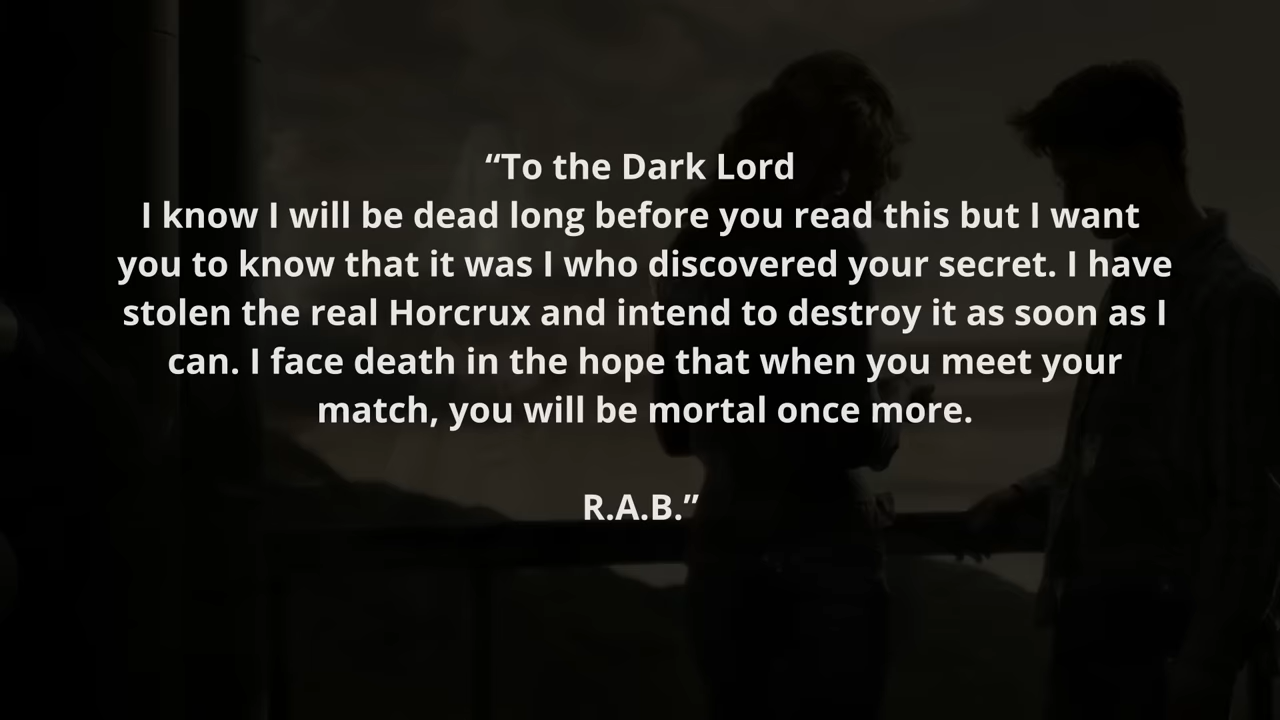 “To the Dark Lord
I know I will be dead long before you read this but I want
you to know that it was I who discovered your secret. I have
stolen the real Horcrux and intend to destroy it as soon as I
can. I face death in the hope that when you meet your
match, you will be mortal once more.
R.A.B.”